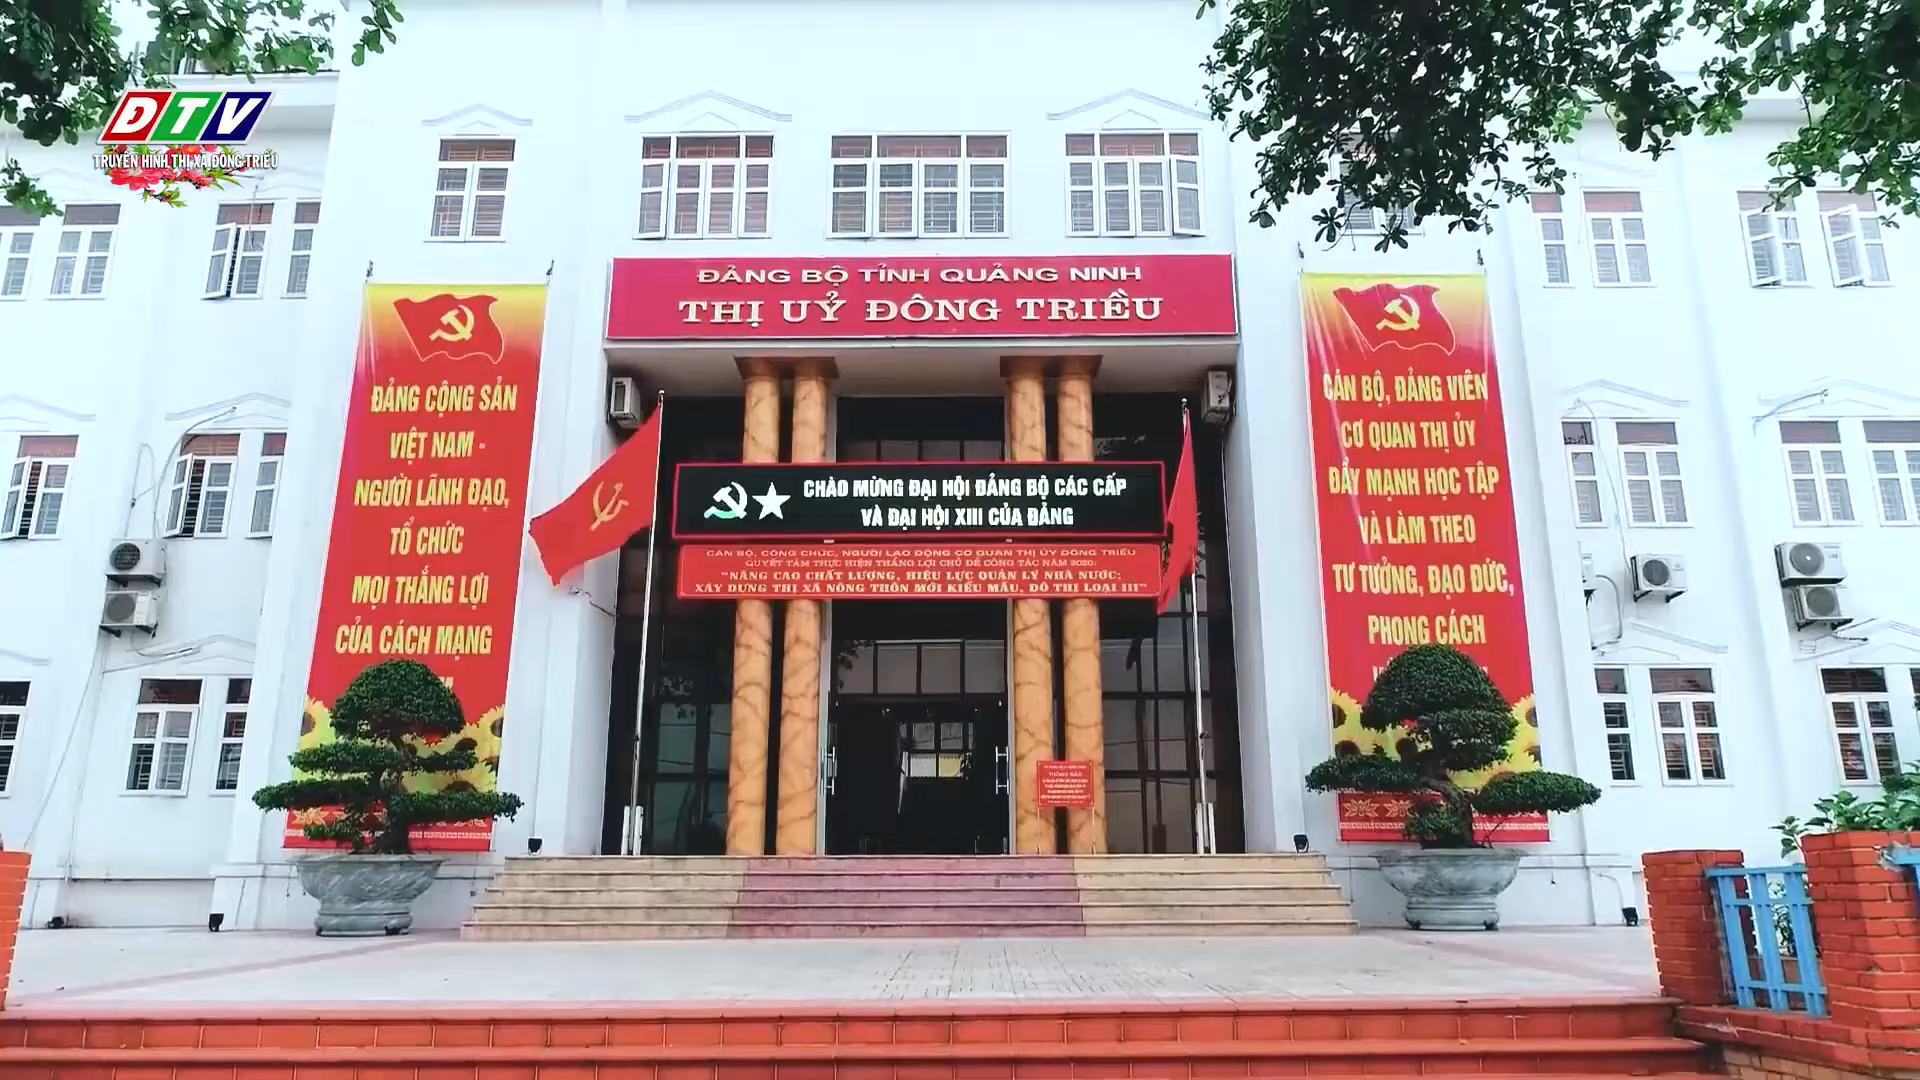 ĐTV
TRUYỀN HÌNH THỊ XÃ ĐÔNG TRIỀU
ĐẢNG BỘ TỈNH QUẢNG NINH
THỊ UỶ ĐÔNG TRIỀU
ĐẢNG CỘNG SẢN
VIỆT NAM -
NGƯỜI LÃNH ĐẠO,
TỔ CHỨC
MỌI THẮNG LỢI
CỦA CÁCH MẠNG
CHÀO MỪNG ĐẠI HỘI ĐẢNG BỘ CÁC CẤP
VÀ ĐẠI HỘI XIII CỦA ĐẢNG
CÁN BỘ, CÔNG CHỨC, NGƯỜI LAO ĐỘNG CƠ QUAN THỊ ỦY ĐÔNG TRIỀU
QUYẾT TÂM THỰC HIỆN THẮNG LỢI CHỦ ĐỀ CÔNG TÁC NĂM 2020:
"NÂNG CAO CHẤT LƯỢNG, HIỆU LỰC QUẢN LÝ NHÀ NƯỚC;
XÂY DỰNG THỊ XÃ NÔNG THÔN MỚI KIỂU MẪU, ĐÔ THỊ LOẠI III"
CÁN BỘ, ĐẢNG VIÊN
CƠ QUAN THỊ ỦY
ĐẨY MẠNH HỌC TẬP
VÀ LÀM THEO
TƯ TƯỞNG, ĐẠO ĐỨC,
PHONG CÁCH
THÔNG BÁO